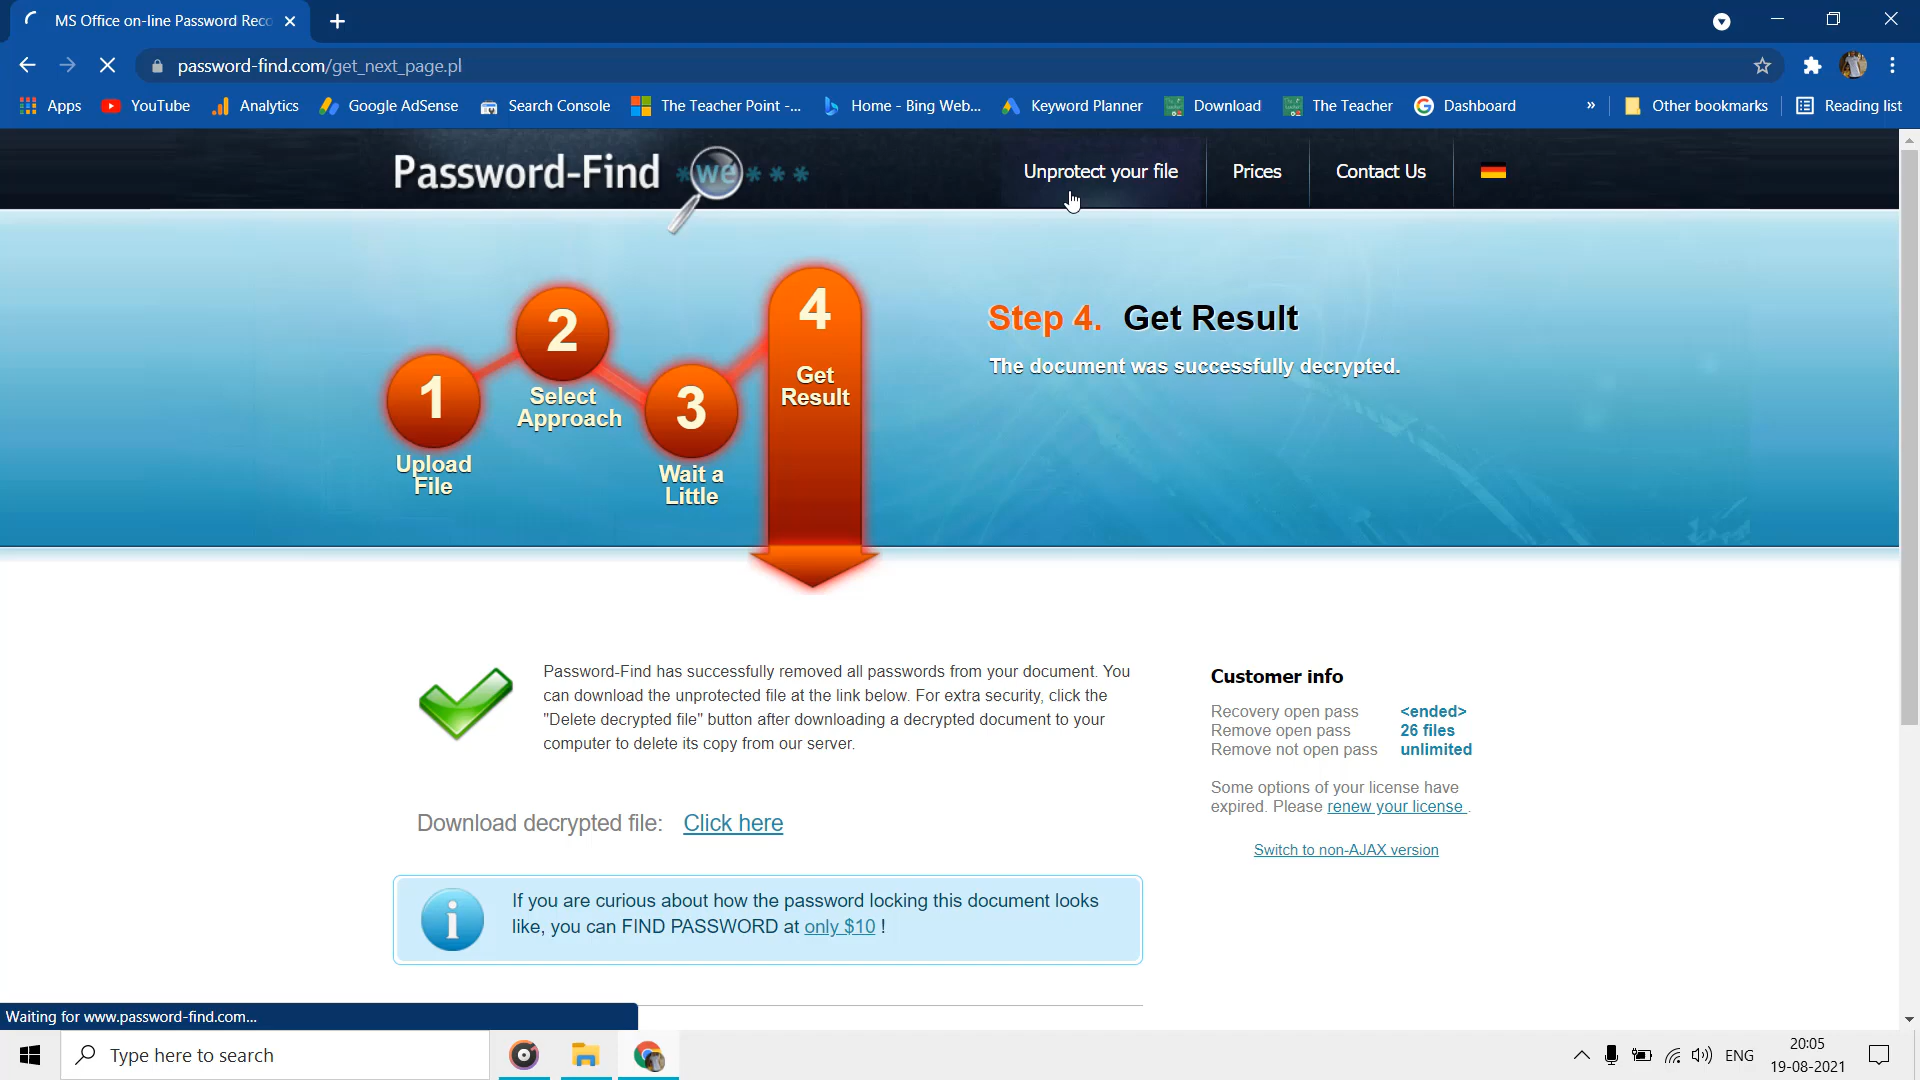 MS Office on-line Password Reco
password-find.com/get_next_page.pl
Apps YouTube Analytics Google AdSense Search Console The Teacher Point -... Home - Bing Web... Keyword Planner Download The Teacher Dashboard » Other bookmarks Reading list
Password-Find *we***
Unprotect your file Prices Contact Us
1
Upload
File
2
Select
Approach
3
Wait a
Little
4
Get
Result
Step 4. Get Result
The document was successfully decrypted.
Password-Find has successfully removed all passwords from your document. You
can download the unprotected file at the link below. For extra security, click the
"Delete decrypted file" button after downloading a decrypted document to your
computer to delete its copy from our server.
Download decrypted file: Click here
i
If you are curious about how the password locking this document looks
like, you can FIND PASSWORD at only $10 !
Customer info
Recovery open pass <ended>
Remove open pass 26 files
Remove not open pass unlimited
Some options of your license have
expired. Please renew your license .
Switch to non-AJAX version
Waiting for www.password-find.com...
Type here to search
ENG
20:05
19-08-2021